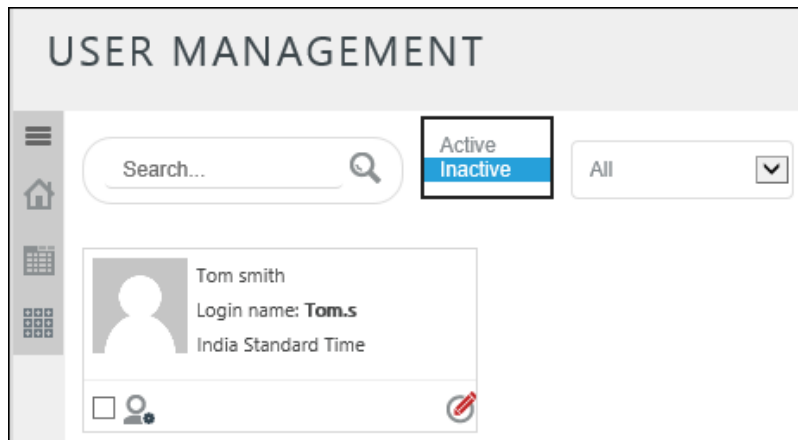 USER MANAGEMENT
Search...
Active
Inactive
All
Tom smith
Login name: Tom.s
India Standard Time